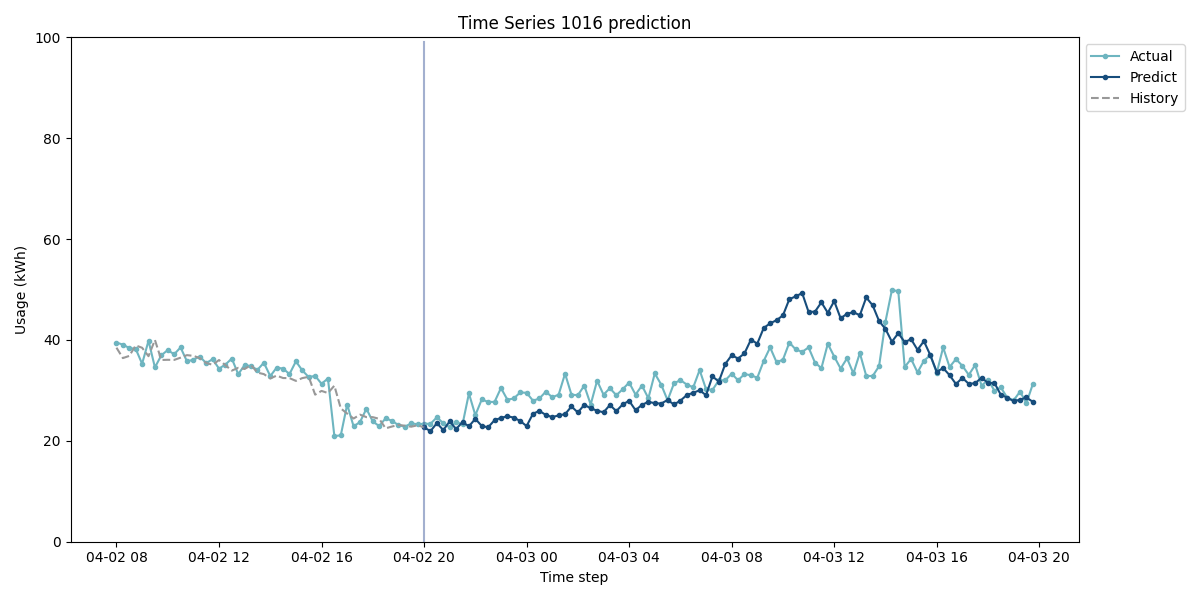 Time Series 1016 prediction
100
80
60
40
20
0
Usage (kWh)
04-02 08
04-02 12
04-02 16
04-02 20
04-03 00
04-03 04
04-03 08
04-03 12
04-03 16
04-03 20
Time step
Actual
Predict
History